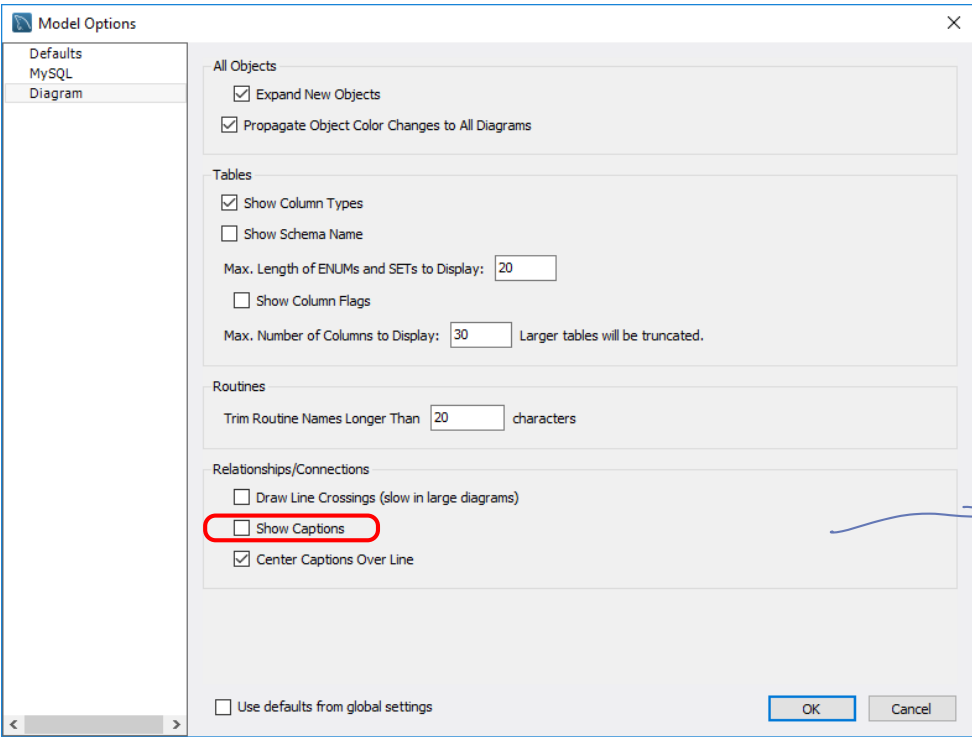 Model Options
Defaults
MySQL
Diagram
All Objects
Expand New Objects
Propagate Object Color Changes to All Diagrams
Tables
Show Column Types
Show Schema Name
Max. Length of ENUMs and SETs to Display: 20
Show Column Flags
Max. Number of Columns to Display: 30 Larger tables will be truncated.
Routines
Trim Routine Names Longer Than 20 characters
Relationships/Connections
Draw Line Crossings (slow in large diagrams)
Show Captions
Center Captions Over Line
Use defaults from global settings
OK Cancel